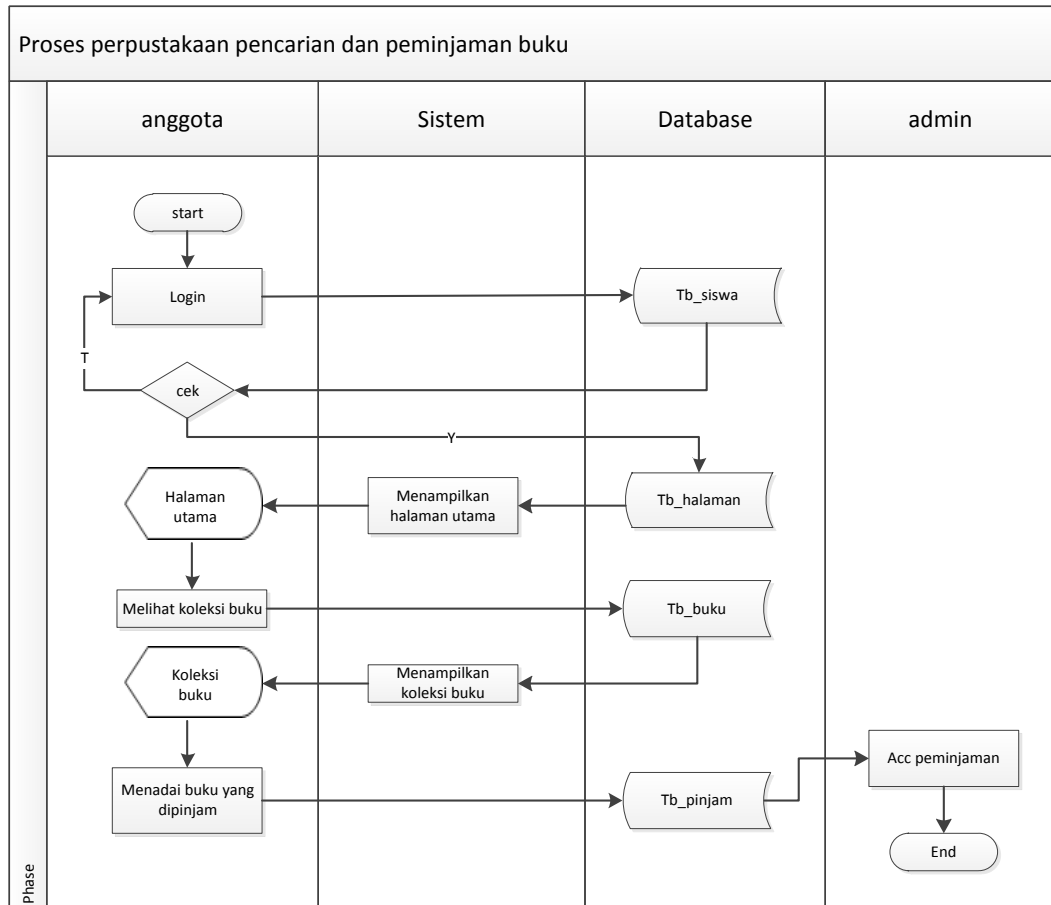 Proses perpustakaan pencarian dan peminjaman buku
anggota
Sistem
Database
admin
start
Login
Tb_siswa
T
cek
Y
Halaman
utama
Menampilkan
halaman utama
Tb_halaman
Melihat koleksi buku
Tb_buku
Koleksi
buku
Menampilkan
koleksi buku
Menadai buku yang
dipinjam
Tb_pinjam
Acc peminjaman
End
Phase